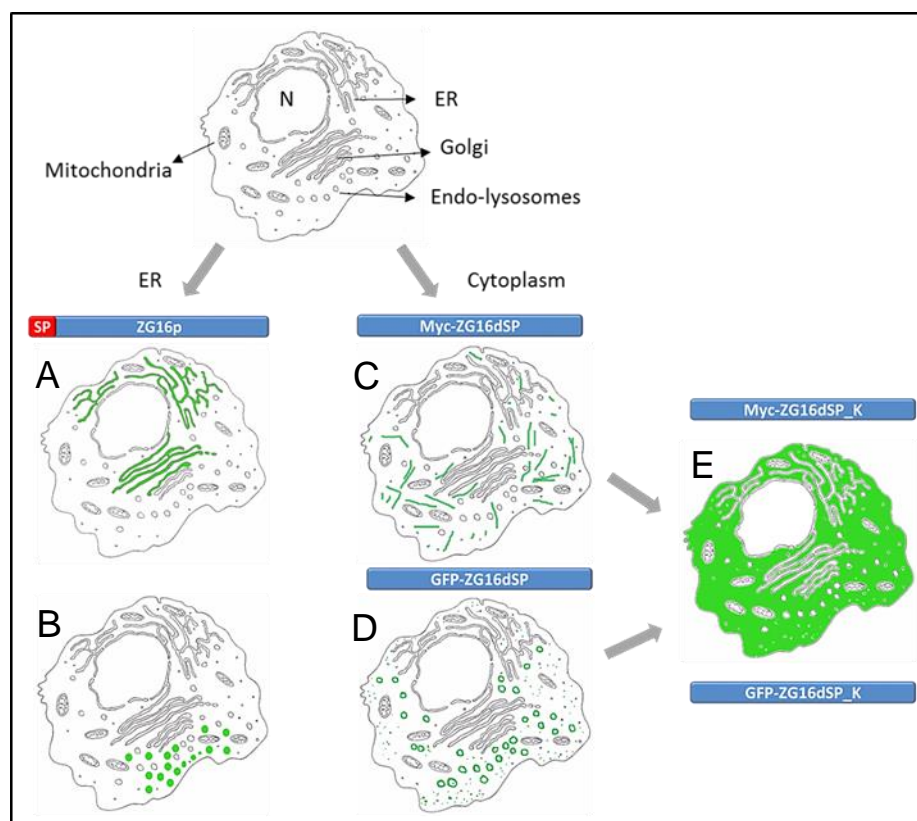 N
ER
Golgi
Mitochondria
Endo-lysosomes
ER
Cytoplasm
SP ZG16p
Myc-ZG16dSP
A
C
Myc-ZG16dSP_K
E
GFP-ZG16dSP
B
D
GFP-ZG16dSP_K